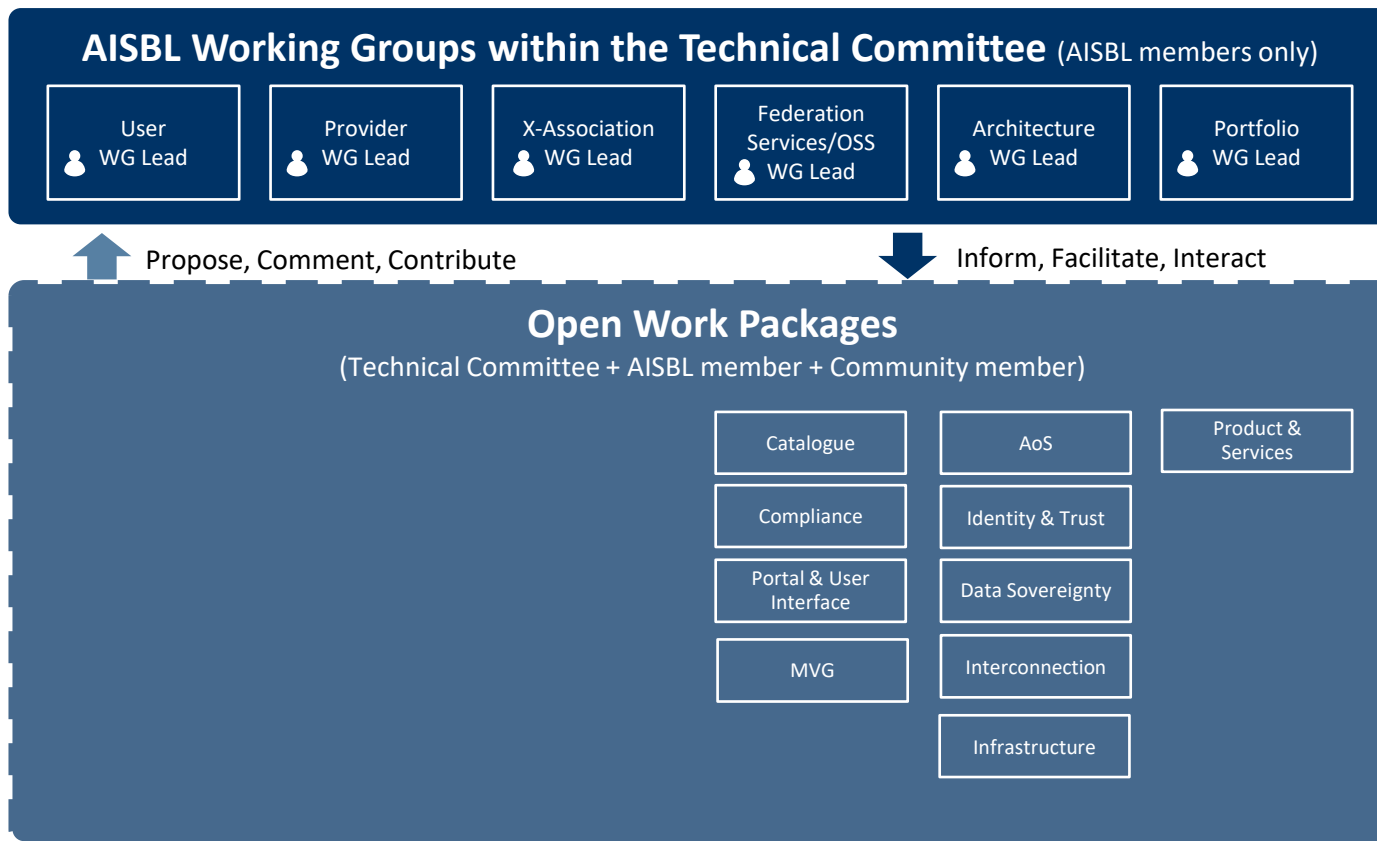 AISBL Working Groups within the Technical Committee (AISBL members only)
User
WG Lead
Provider
WG Lead
X-Association
WG Lead
Federation
Services/OSS
WG Lead
Architecture
WG Lead
Portfolio
WG Lead
Propose, Comment, Contribute
Inform, Facilitate, Interact
Open Work Packages
(Technical Committee + AISBL member + Community member)
Catalogue
Compliance
Portal & User
Interface
MVG
AoS
Identity & Trust
Data Sovereignty
Interconnection
Infrastructure
Product &
Services